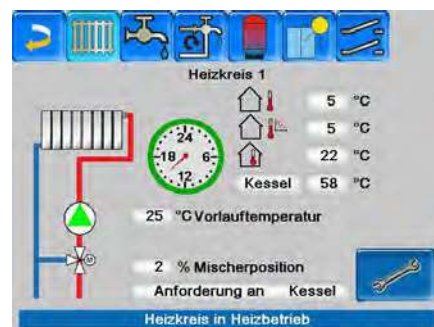 Heizkreis 1
5 °C
5 °C
22 °C
Kessel 58 °C
24
18 6
12
25 °C Vorlauftemperatur
M
2 % Mischerposition
Anforderung an Kessel
Heizkreis in Heizbetrieb